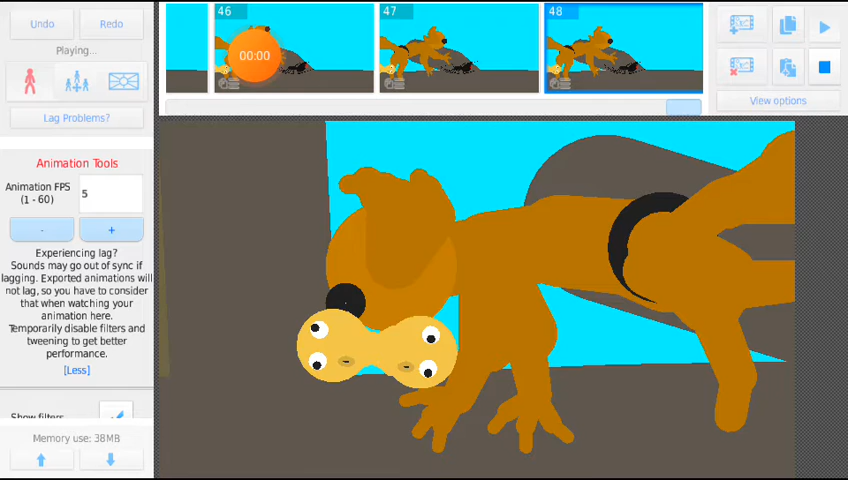 Undo
Redo
Playing...
Lag Problems?
Animation Tools
Animation FPS
(1 - 60)
5
-
+
Experiencing lag?
Sounds may go out of sync if
lagging. Exported animations will
not lag, so you have to consider
that when watching your
animation here.
Temporarily disable filters and
tweening to get better
performance.
[Less]
Show filters
Memory use: 38MB
46
47
48
00:00
View options